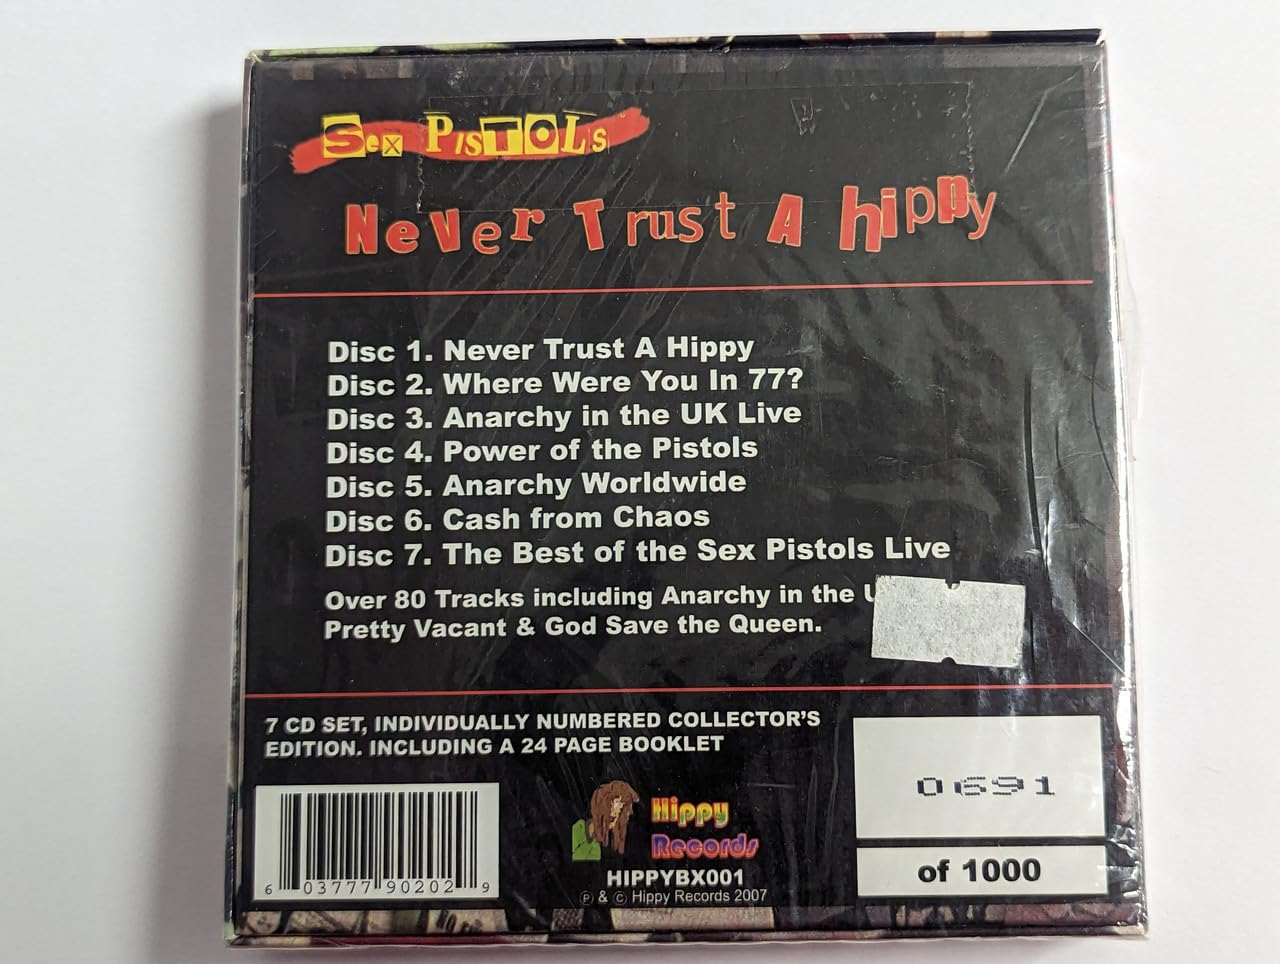 Sex PISTOLs
Never Trust A hippy
Disc 1. Never Trust A Hippy
Disc 2. Where Were You In 77?
Disc 3. Anarchy in the UK Live
Disc 4. Power of the Pistols
Disc 5. Anarchy Worldwide
Disc 6. Cash from Chaos
Disc 7. The Best of the Sex Pistols Live
Over 80 Tracks including Anarchy in the
Pretty Vacant & God Save the Queen.
7 CD SET, INDIVIDUALLY NUMBERED COLLECTOR'S
EDITION. INCLUDING A 24 PAGE BOOKLET
6 03777 90202 9
Hippy
Records
HIPPYBX001
℗ & © Hippy Records 2007
0691
of 1000